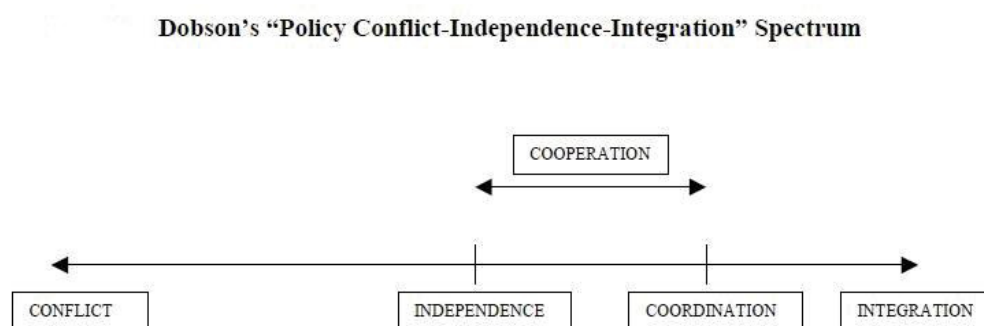 Dobson’s “Policy Conflict-Independence-Integration” Spectrum
COOPERATION
CONFLICT
INDEPENDENCE
COORDINATION
INTEGRATION